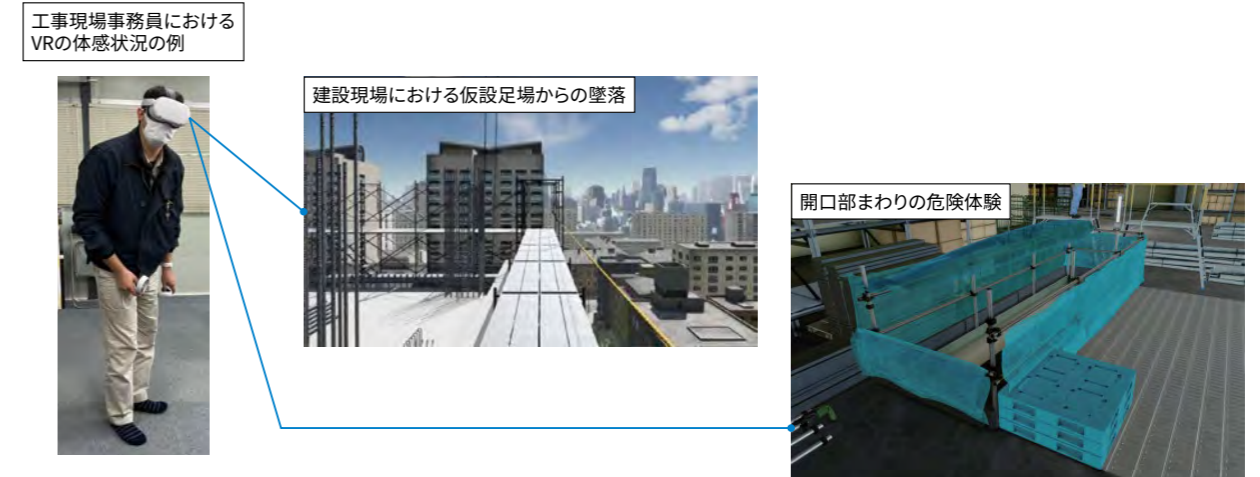 工事現場事務員における
VRの体感状況の例
建設現場における仮設足場からの墜落
開口部まわりの危険体験